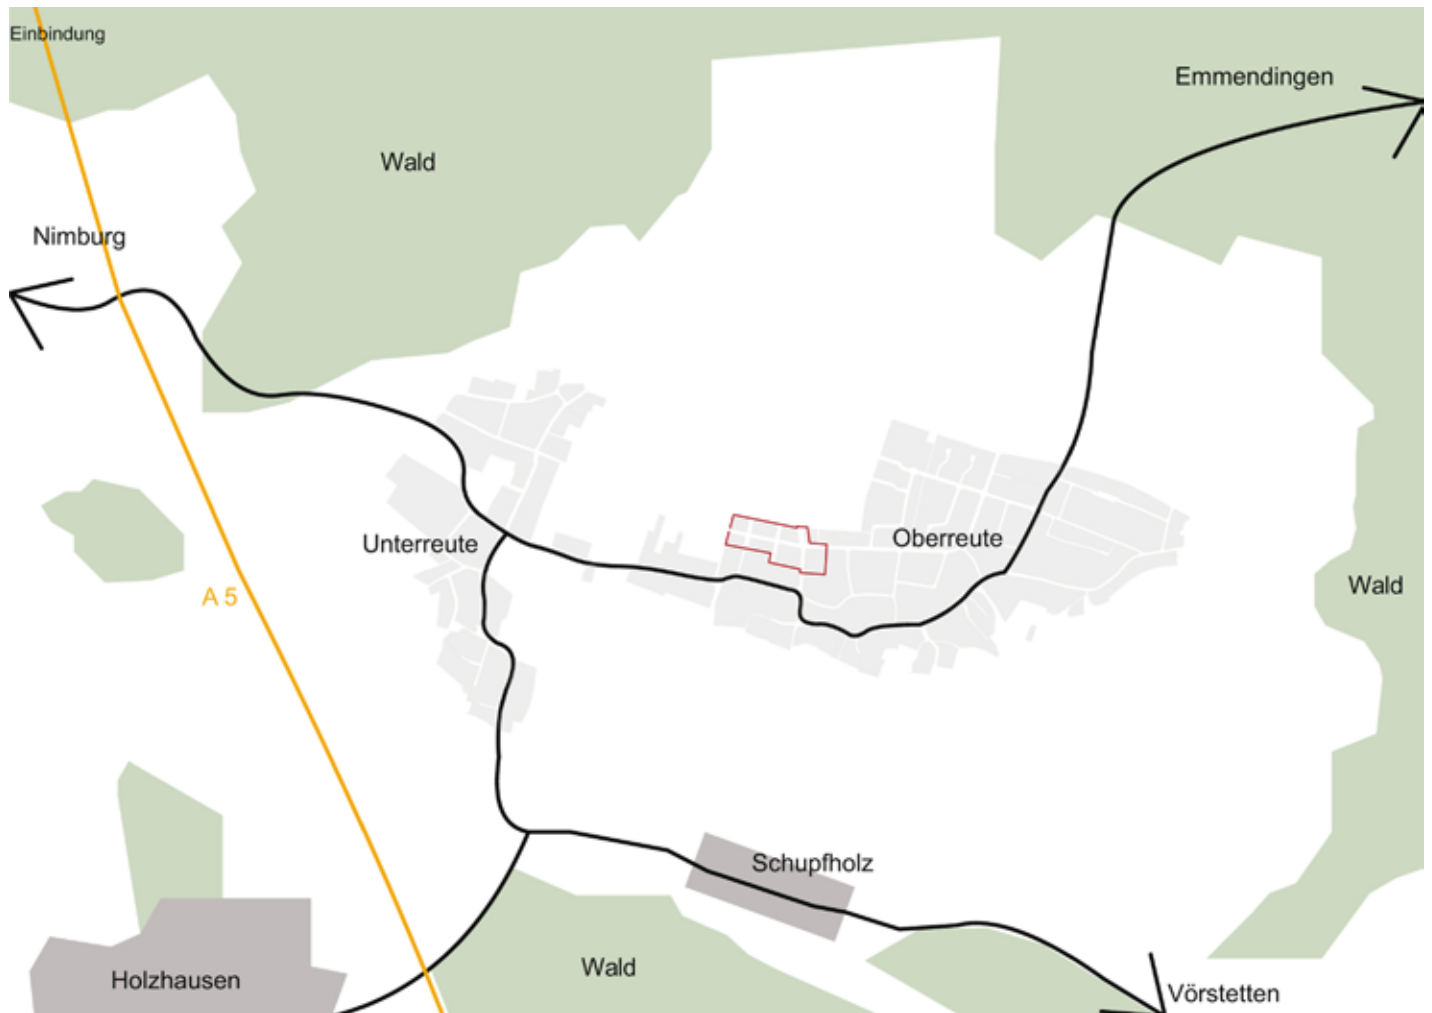 Einbindung
Emmendingen
Wald
Nimburg
Unterreute
Oberreute
A 5
Wald
Schupfholz
Wald
Holzhausen
Vörstetten